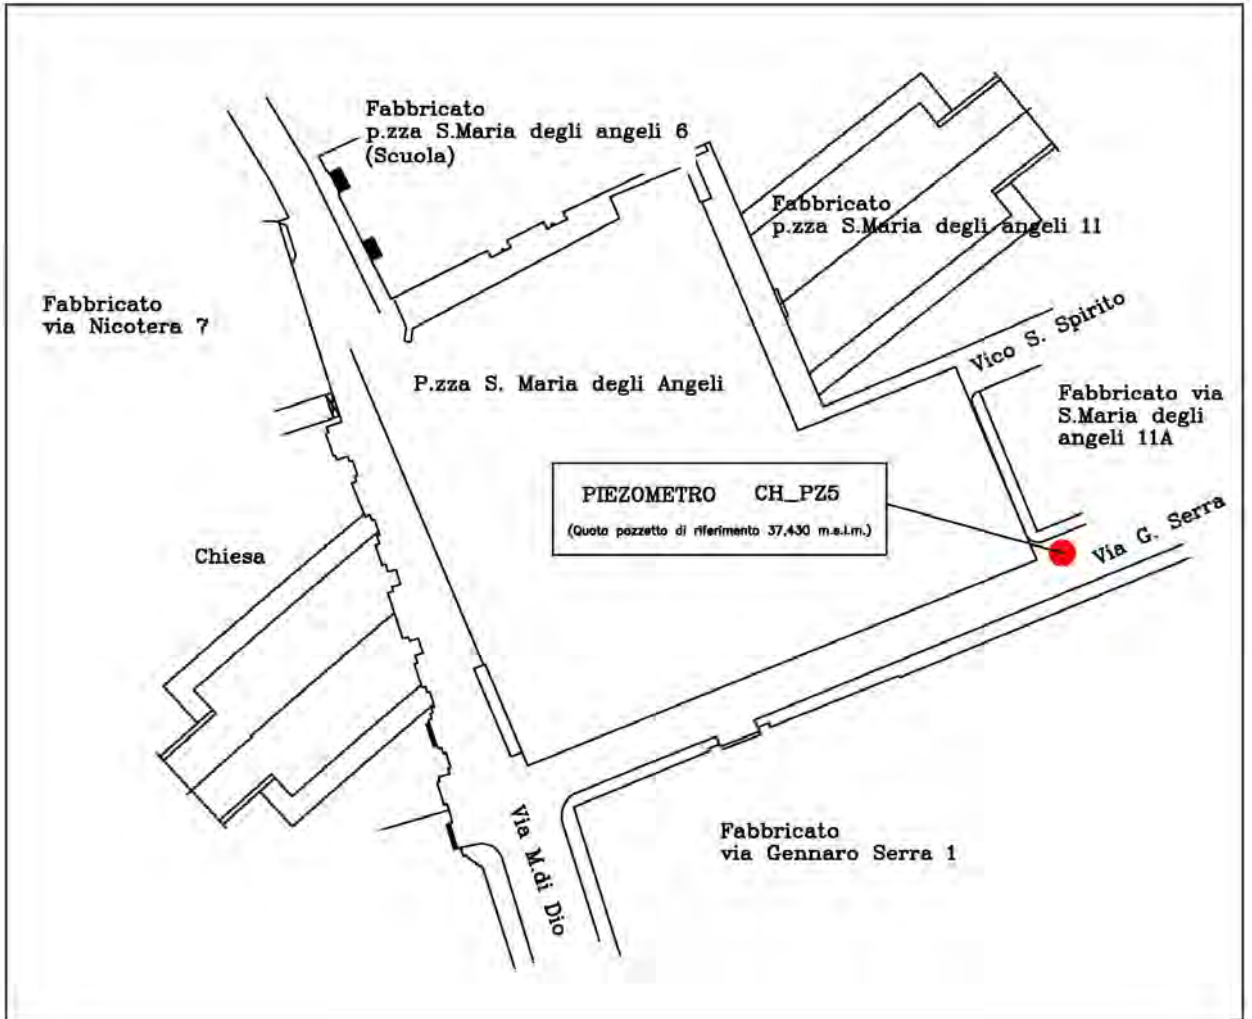 Fabbricato
p.zza S.Maria degli angeli 6
(Scuola)
Fabbricato
p.zza S.Maria degli angeli 11
Fabbricato
via Nicotera 7
Vico S. Spirito
P.zza S. Maria degli Angeli
Fabbricato via
S.Maria degli
angeli 11A
PIEZOMETRO CH_PZ5
(Quota pozzetto di riferimento 37,430 m.s.l.m.)
Via G. Serra
Chiesa
Via M.di Dio
Fabbricato
via Gennaro Serra 1